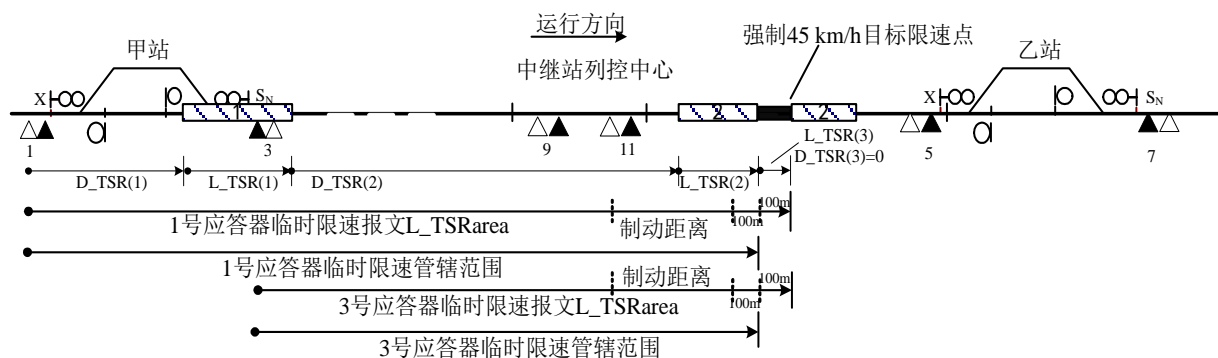 运行方向
强制45 km/h目标限速点
甲站
中继站列控中心
乙站
X
S_N
X
S_N
1
2
2
1
3
9
11
5
7
D_TSR(1)
L_TSR(1)
D_TSR(2)
L_TSR(2)
L_TSR(3)
D_TSR(3)=0
1号应答器临时限速报文L_TSRarea
制动距离
100m
100m
1号应答器临时限速管辖范围
制动距离
100m
100m
3号应答器临时限速报文L_TSRarea
3号应答器临时限速管辖范围